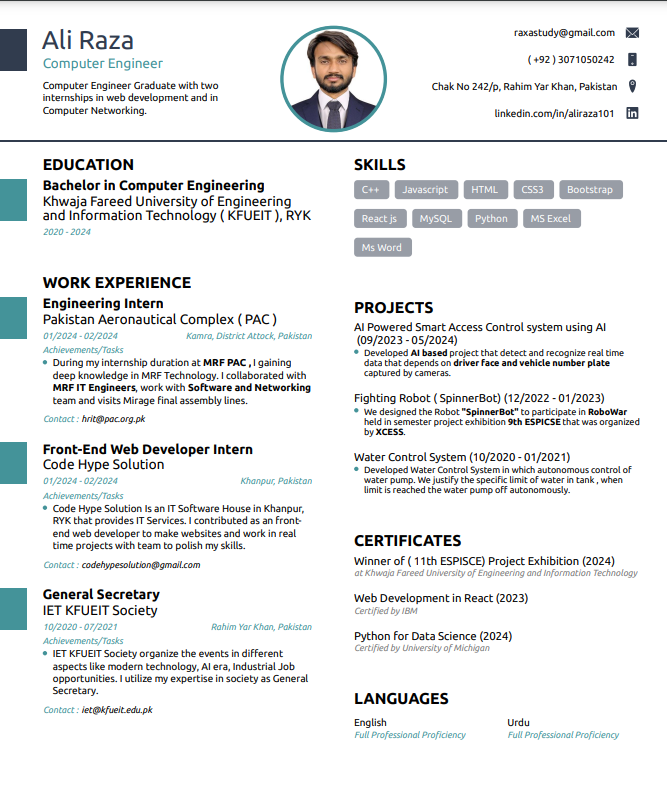 Ali Raza
Computer Engineer
Computer Engineer Graduate with two
internships in web development and in
Computer Networking.
raxastudy@gmail.com
( +92 ) 3071050242
Chak No 242/p, Rahim Yar Khan, Pakistan
linkedin.com/in/aliraza101
in
EDUCATION
Bachelor in Computer Engineering
Khwaja Fareed University of Engineering
and Information Technology ( KFUEIT ), RYK
2020 - 2024
WORK EXPERIENCE
Engineering Intern
Pakistan Aeronautical Complex ( PAC )
01/2024 - 02/2024 Kamra, District Attock, Pakistan
Achievements/Tasks
During my internship duration at MRF PAC , I gaining
deep knowledge in MRF Technology. I collaborated with
MRF IT Engineers, work with Software and Networking
team and visits Mirage final assembly lines.
Contact : hrit@pac.org.pk
Front-End Web Developer Intern
Code Hype Solution
01/2024 - 02/2024 Khanpur, Pakistan
Achievements/Tasks
Code Hype Solution Is an IT Software House in Khanpur,
RYK that provides IT Services. I contributed as an front-
end web developer to make websites and work in real
time projects with team to polish my skills.
Contact : codehypesolution@gmail.com
General Secretary
IET KFUEIT Society
10/2020 - 07/2021 Rahim Yar Khan, Pakistan
Achievements/Tasks
IET KFUEIT Society organize the events in different
aspects like modern technology, AI era, Industrial Job
opportunities. I utilize my expertise in society as General
Secretary.
Contact : iet@kfueit.edu.pk
SKILLS
C++ Javascript HTML CSS3 Bootstrap
React js MySQL Python MS Excel
Ms Word
PROJECTS
AI Powered Smart Access Control system using AI
(09/2023 - 05/2024)
Developed AI based project that detect and recognize real time
data that depends on driver face and vehicle number plate
captured by cameras.
Fighting Robot ( SpinnerBot) (12/2022 - 01/2023)
We designed the Robot "SpinnerBot" to participate in RoboWar
held in semester project exhibition 9th ESPICSE that was organized
by XCESS.
Water Control System (10/2020 - 01/2021)
Developed Water Control System in which autonomous control of
water pump. We justify the specific limit of water in tank , when
limit is reached the water pump off autonomously.
CERTIFICATES
Winner of ( 11th ESPISCE) Project Exhibition (2024)
at Khwaja Fareed University of Engineering and Information Technology
Web Development in React (2023)
Certified by IBM
Python for Data Science (2024)
Certified by University of Michigan
LANGUAGES
English Urdu
Full Professional Proficiency Full Professional Proficiency